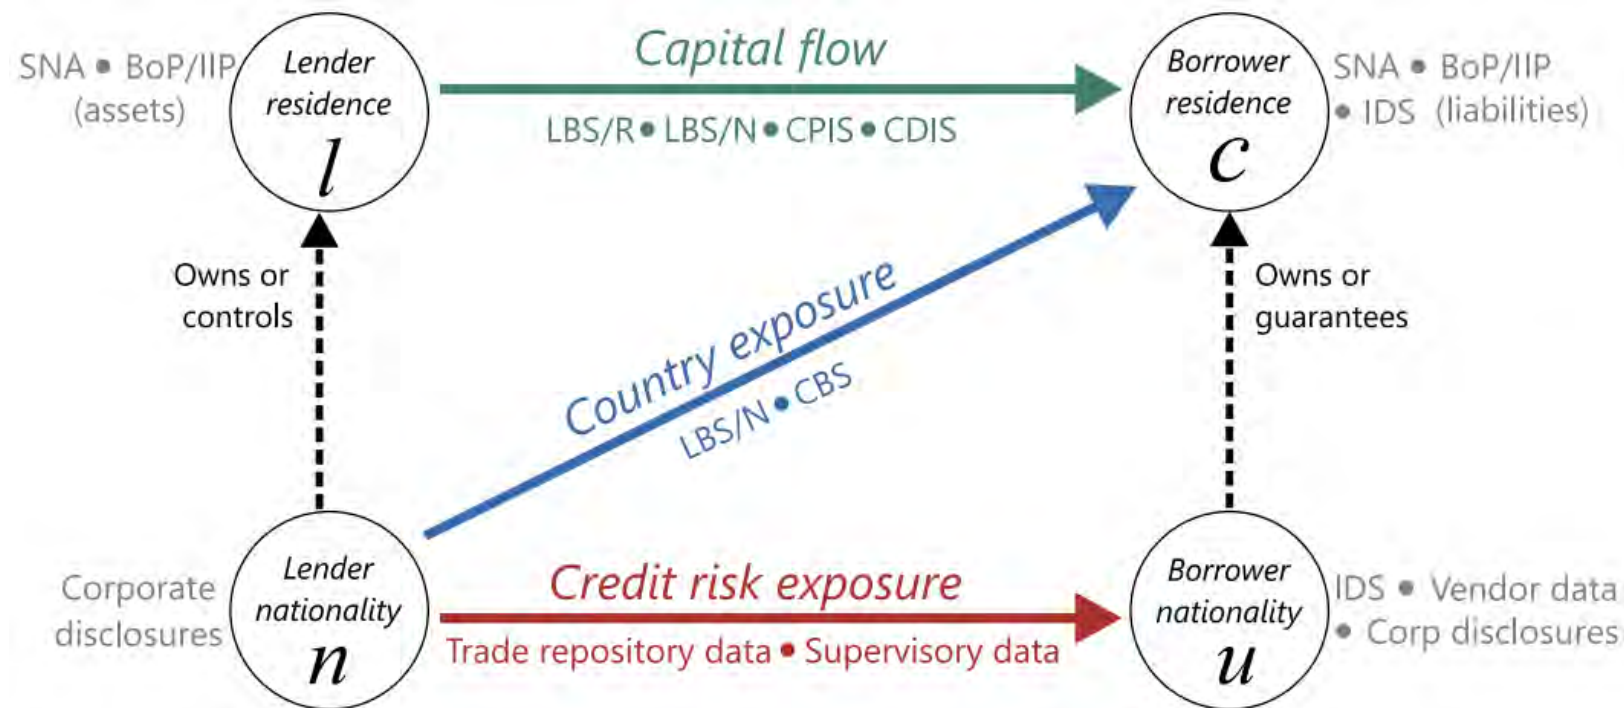 SNA • BoP/IIP
(assets)
Lender
residence
l
Capital flow
LBS/R • LBS/N • CPIS • CDIS
Borrower
residence
c
SNA • BoP/IIP
• IDS (liabilities)
Owns or
controls
Country exposure
LBS/N • CBS
Owns or
guarantees
Corporate
disclosures
Lender
nationality
n
Credit risk exposure
Trade repository data • Supervisory data
Borrower
nationality
u
IDS • Vendor data
• Corp disclosures